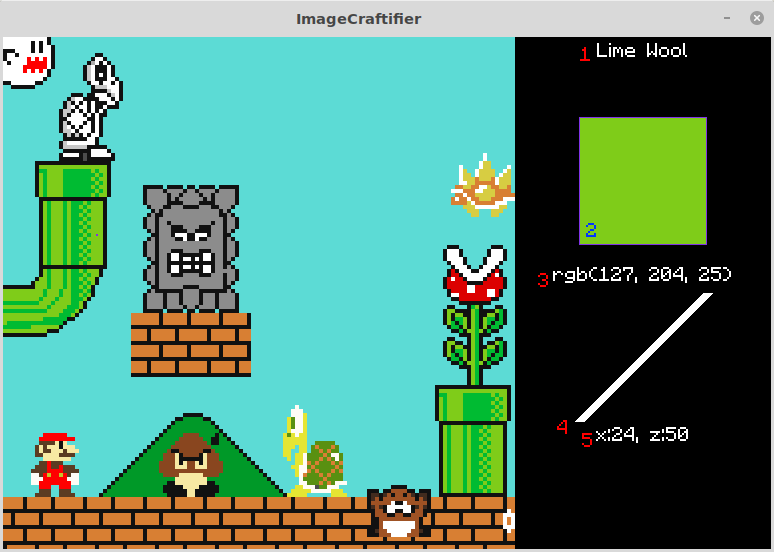 ImageCraftifier
1 Lime Wool
2
3 rgb(127, 204, 25)
4
5 x:24, z:50